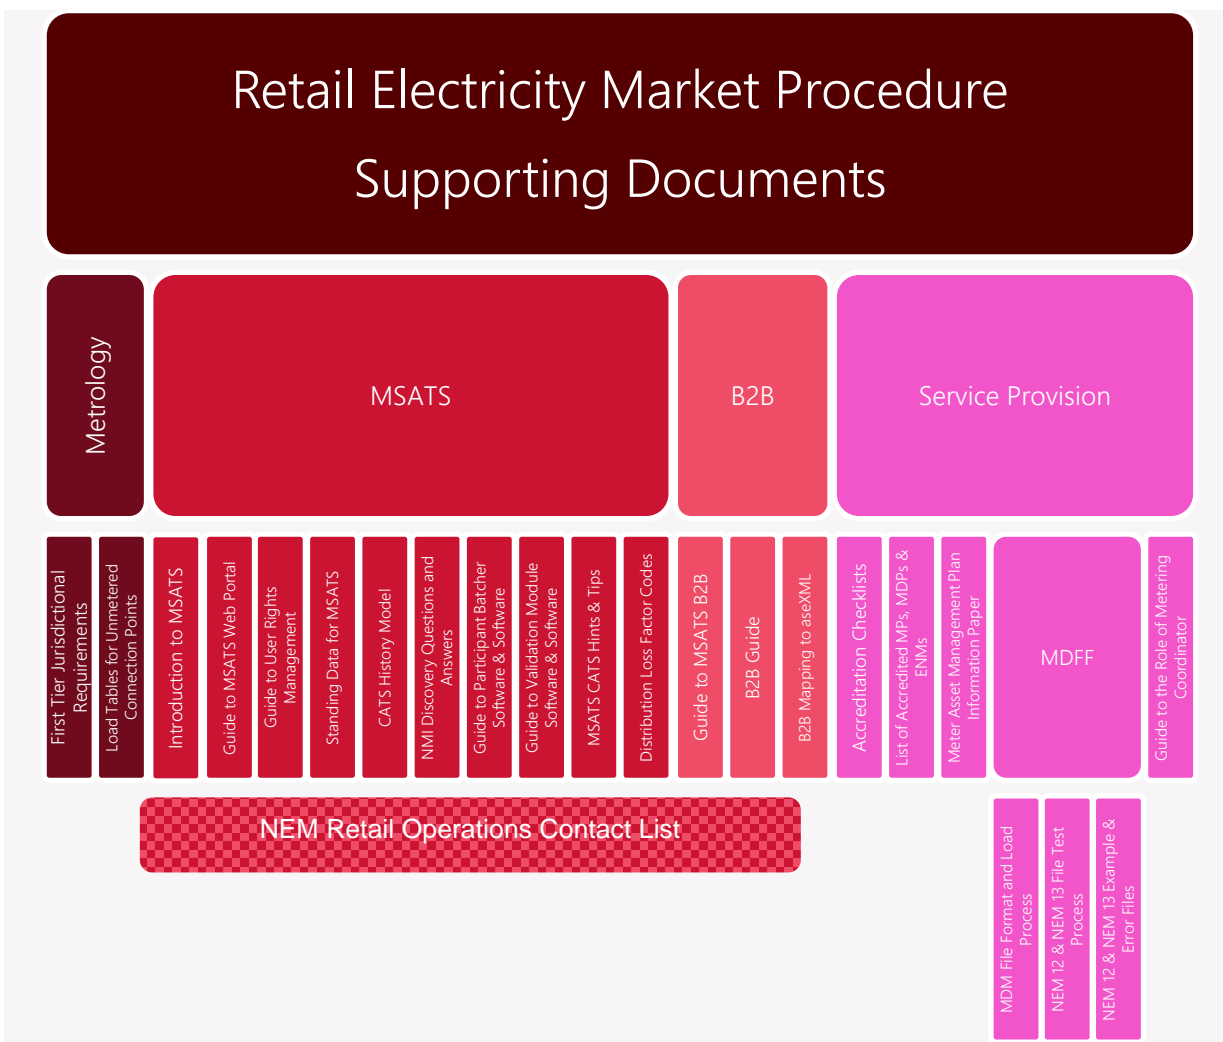 Retail Electricity Market Procedure
Supporting Documents
Metrology
MSATS
B2B
Service Provision
First Tier Jurisdictional
Requirements
Load Tables for Unmetered
Connection Points
Introduction to MSATS
Guide to MSATS Web Portal
Guide to User Rights
Management
Standing Data for MSATS
CATS History Model
NMI Discovery Questions and
Answers
Guide to Participant Batcher
Software & Software
Guide to Validation Module
Software & Software
MSATS CATS Hints & Tips
Distribution Loss Factor Codes
Guide to MSATS B2B
B2B Guide
B2B Mapping to aseXML
Accreditation Checklists
List of Accredited MPs, MDPs &
ENMs
Meter Asset Management Plan
Information Paper
MDFF
Guide to the Role of Metering
Coordinator
NEM Retail Operations Contact List
MDM File Format and Load
Process
NEM 12 & NEM 13 File Test
Process
NEM 12 & NEM 13 Example &
Error Files